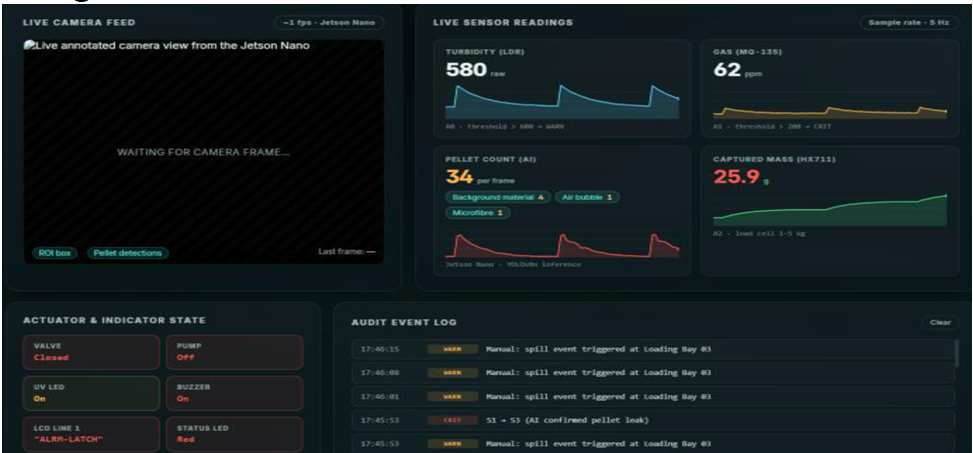 LIVE CAMERA FEED
~1 fps · Jetson Nano
Live annotated camera view from the Jetson Nano
WAITING FOR CAMERA FRAME...
ROI box
Pellet detections
Last frame: —
LIVE SENSOR READINGS
Sample rate · 5 Hz
TURBIDITY (LDR)
580 raw
A0 · threshold > 600 → WARN
GAS (MQ-135)
62 ppm
A1 · threshold > 200 → CRIT
PELLET COUNT (AI)
34 per frame
Background material 4
Air bubble 1
Microfibre 1
Jetson Nano · YOLOv8n inference
CAPTURED MASS (HX711)
25.9 g
A2 · load cell 1-5 kg
ACTUATOR & INDICATOR STATE
VALVE
Closed
PUMP
Off
UV LED
On
BUZZER
On
LCD LINE 1
"ALRM-LATCH"
STATUS LED
Red
AUDIT EVENT LOG
Clear
17:46:15 WARN Manual: spill event triggered at Loading Bay 03
17:46:08 WARN Manual: spill event triggered at Loading Bay 03
17:46:01 WARN Manual: spill event triggered at Loading Bay 03
17:45:53 CRIT S1 → S3 (AI confirmed pellet leak)
17:45:53 WARN Manual: spill event triggered at Loading Bay 03